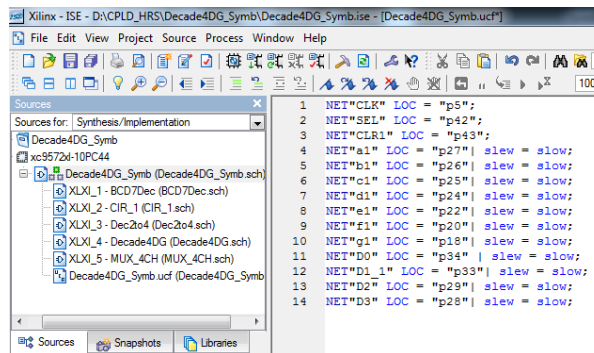 Xilinx - ISE - D:\CPLD_HRS\Decade4DG_Symb\Decade4DG_Symb.ise - [Decade4DG_Symb.ucf*]
File Edit View Project Source Process Window Help
100
Sources
Sources for: Synthesis/Implementation
Decade4DG_Symb
xc9572xl-10PC44
Decade4DG_Symb (Decade4DG_Symb.sch)
XLXI_1 - BCD7Dec (BCD7Dec.sch)
XLXI_2 - CIR_1 (CIR_1.sch)
XLXI_3 - Dec2to4 (Dec2to4.sch)
XLXI_4 - Decade4DG (Decade4DG.sch)
XLXI_5 - MUX_4CH (MUX_4CH.sch)
Decade4DG_Symb.ucf (Decade4DG_Symb
Sources Snapshots Libraries
1 NET"CLK" LOC = "p5";
2 NET"SEL" LOC = "p42";
3 NET"CLR1" LOC = "p43";
4 NET"a1" LOC = "p27"| slew = slow;
5 NET"b1" LOC = "p26"| slew = slow;
6 NET"c1" LOC = "p25"| slew = slow;
7 NET"d1" LOC = "p24"| slew = slow;
8 NET"e1" LOC = "p22"| slew = slow;
9 NET"f1" LOC = "p20"| slew = slow;
10 NET"g1" LOC = "p18"| slew = slow;
11 NET"D0" LOC = "p34" | slew = slow;
12 NET"D1_1" LOC = "p33"| slew = slow;
13 NET"D2" LOC = "p29"| slew = slow;
14 NET"D3" LOC = "p28"| slew = slow;